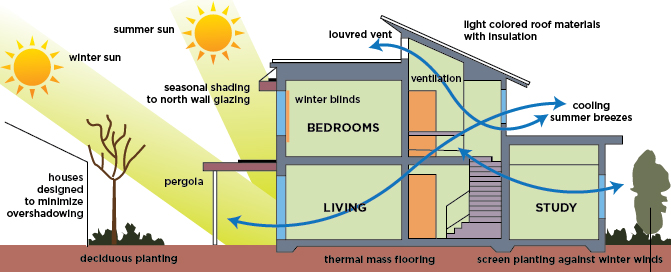 summer sun
winter sun
louvred vent
light colored roof materials
with insulation
seasonal shading
to north wall glazing
ventilation
winter blinds
BEDROOMS
cooling
summer breezes
houses
designed
to minimize
overshadowing
pergola
LIVING
STUDY
deciduous planting
thermal mass flooring
screen planting against winter winds